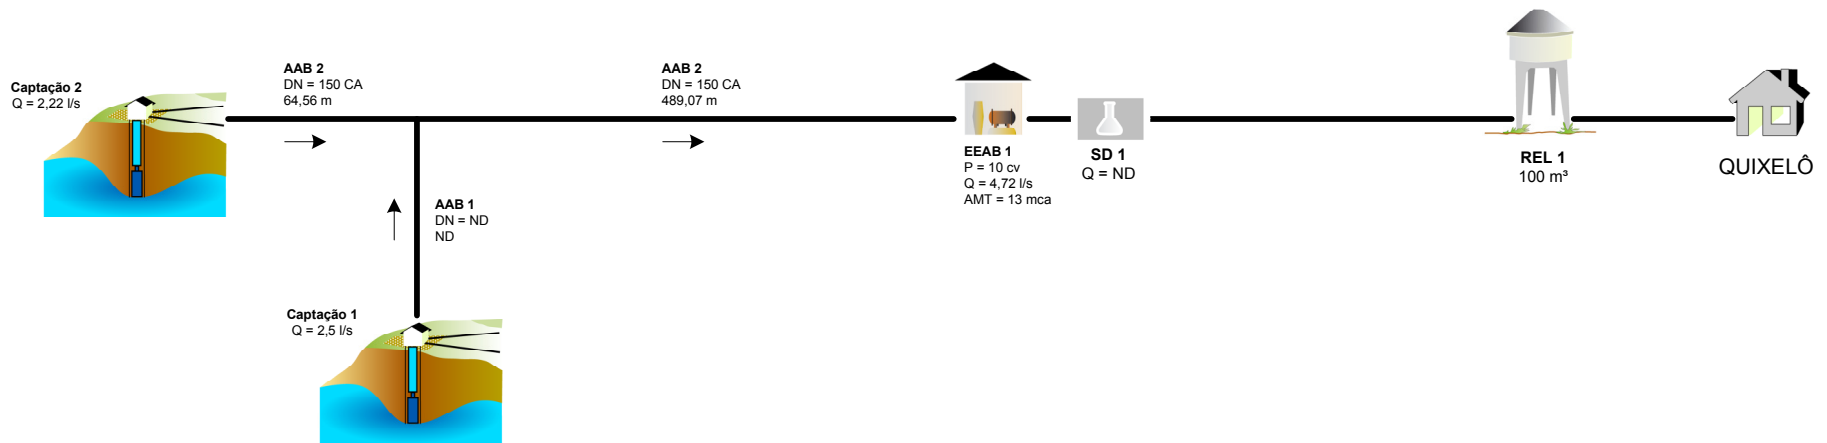 Captação 2
Q = 2,22 l/s
AAB 2
DN = 150 CA
64,56 m
AAB 2
DN = 150 CA
489,07 m
EEAB 1
P = 10 cv
Q = 4,72 l/s
AMT = 13 mca
SD 1
Q = ND
REL 1
100 m³
QUIXELÔ
AAB 1
DN = ND
ND
Captação 1
Q = 2,5 l/s